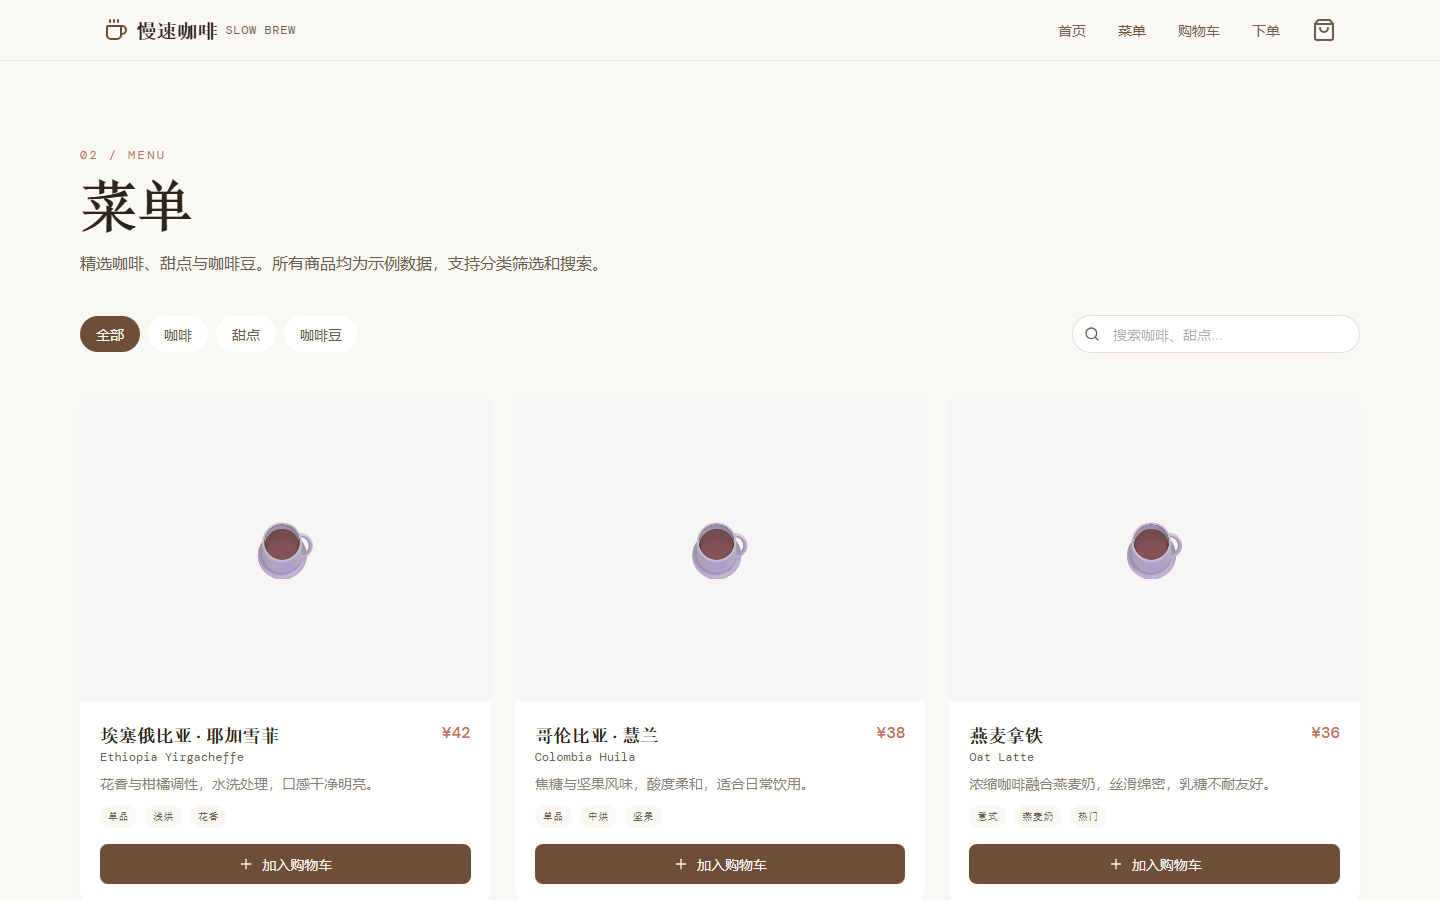 慢速咖啡 SLOW BREW
首页 菜单 购物车 下单
02 / MENU
菜单
精选咖啡、甜点与咖啡豆。所有商品均为示例数据，支持分类筛选和搜索。
全部 咖啡 甜点 咖啡豆
搜索咖啡、甜点...
埃塞俄比亚 · 耶加雪菲 ¥42
Ethiopia Yirgacheffe
花香与柑橘调性，水洗处理，口感干净明亮。
单品 浅烘 花香
加入购物车
哥伦比亚 · 慧兰 ¥38
Colombia Huila
焦糖与坚果风味，酸度柔和，适合日常饮用。
单品 中烘 坚果
加入购物车
燕麦拿铁 ¥36
Oat Latte
浓缩咖啡融合燕麦奶，丝滑绵密，乳糖不耐友好。
意式 燕麦奶 热门
加入购物车